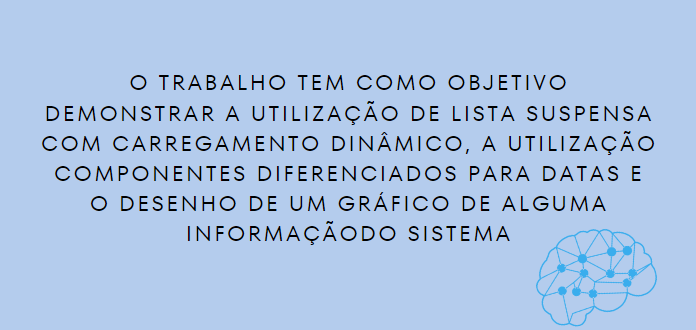 O TRABALHO TEM COMO OBJETIVO
DEMONSTRAR A UTILIZAÇÃO DE LISTA SUSPENSA
COM CARREGAMENTO DINÂMICO, A UTILIZAÇÃO
COMPONENTES DIFERENCIADOS PARA DATAS E
O DESENHO DE UM GRÁFICO DE ALGUMA
INFORMAÇÃODO SISTEMA